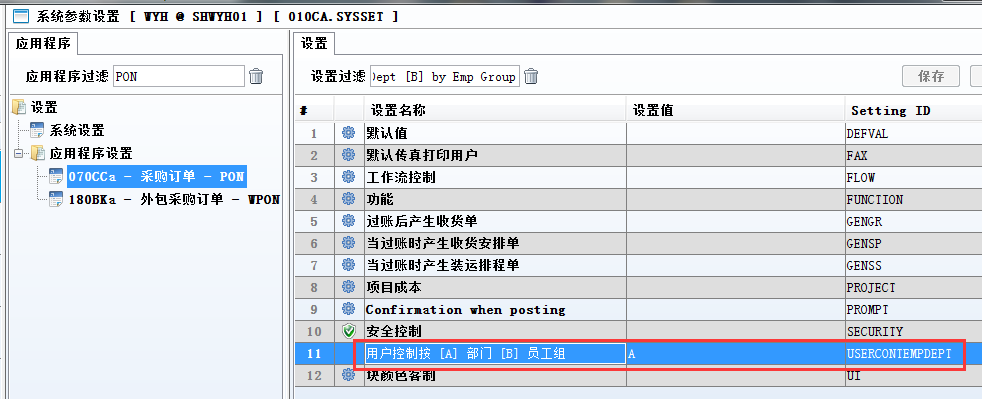 系统参数设置 [ WYH @ SHWYH01 ] [ 010CA.SYSSET ]
应用程序
应用程序过滤 PON
设置
系统设置
应用程序设置
070CCa - 采购订单 - PON
180BKa - 外包采购订单 - WPON
设置
设置过滤 Dept [B] by Emp Group 保存
# 设置名称 设置值 Setting ID
1 默认值 DEFVAL
2 默认传真打印用户 FAX
3 工作流控制 FLOW
4 功能 FUNCTION
5 过账后产生收货单 GENGR
6 当过账时产生收货安排单 GENSP
7 当过账时产生装运排程单 GENSS
8 项目成本 PROJECT
9 Confirmation when posting PROMPT
10 安全控制 SECURITY
11 用户控制按 [A] 部门 [B] 员工组 A USERCONTEMPDEPT
12 块颜色客制 UI